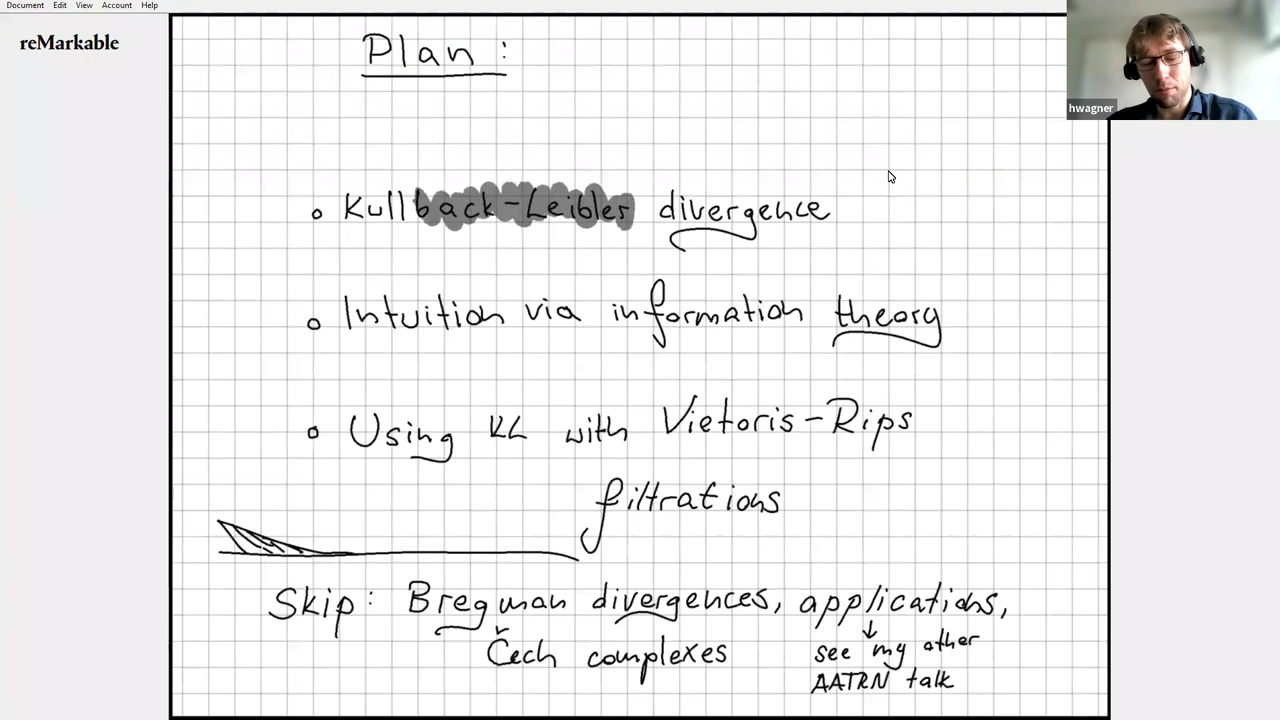 Document Edit View Account Help
reMarkable
hwagner
Plan:
Kullback-Leibler divergence
Intuition via information theory
Using KL with Vietoris-Rips
filtrations
Skip: Bregman divergences, applications,
Čech complexes
see my other
AATRN talk